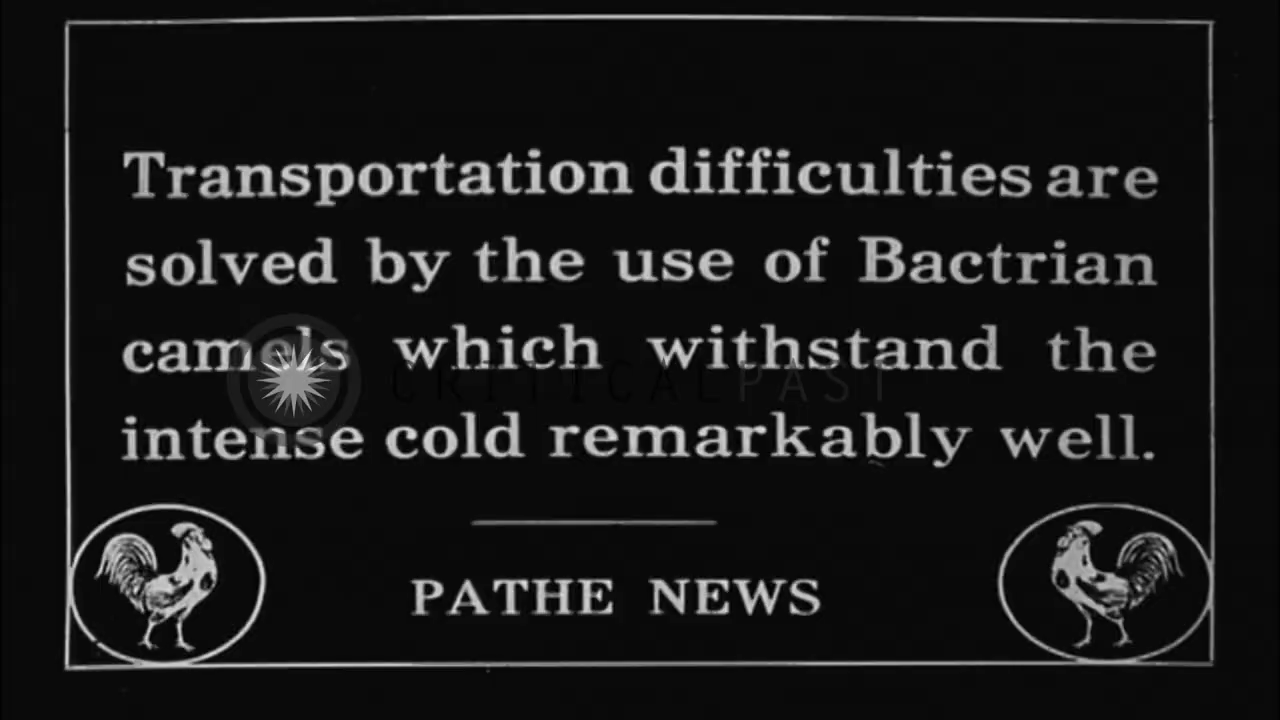 Transportation difficulties are
solved by the use of Bactrian
camels which withstand the
intense cold remarkably well.
CRITICALPAST
PATHE NEWS